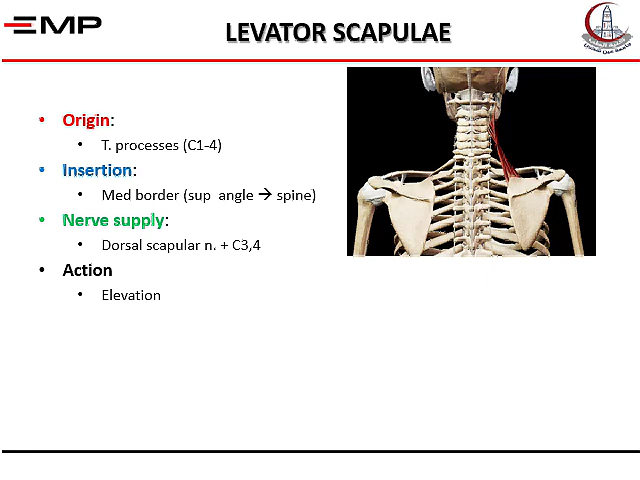 EMP
LEVATOR SCAPULAE
• Origin:
• T. processes (C1-4)
• Insertion:
• Med border (sup angle → spine)
• Nerve supply:
• Dorsal scapular n. + C3,4
• Action
• Elevation